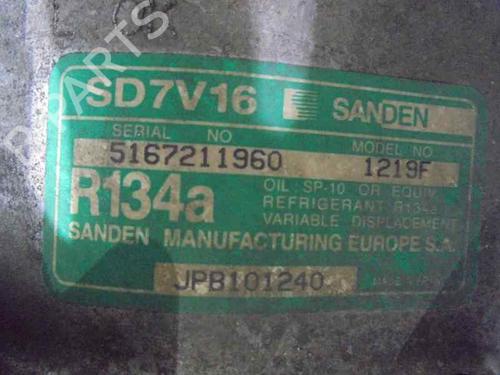 SD7V16 SANDEN
SERIAL NO MODEL NO
5167211960 1219F
R134a OIL: SP-10 OR EQUIV
REFRIGERANT R134a
VARIABLE DISPLACEMENT
SANDEN MANUFACTURING EUROPE S.A.
JPB101240
PARTS